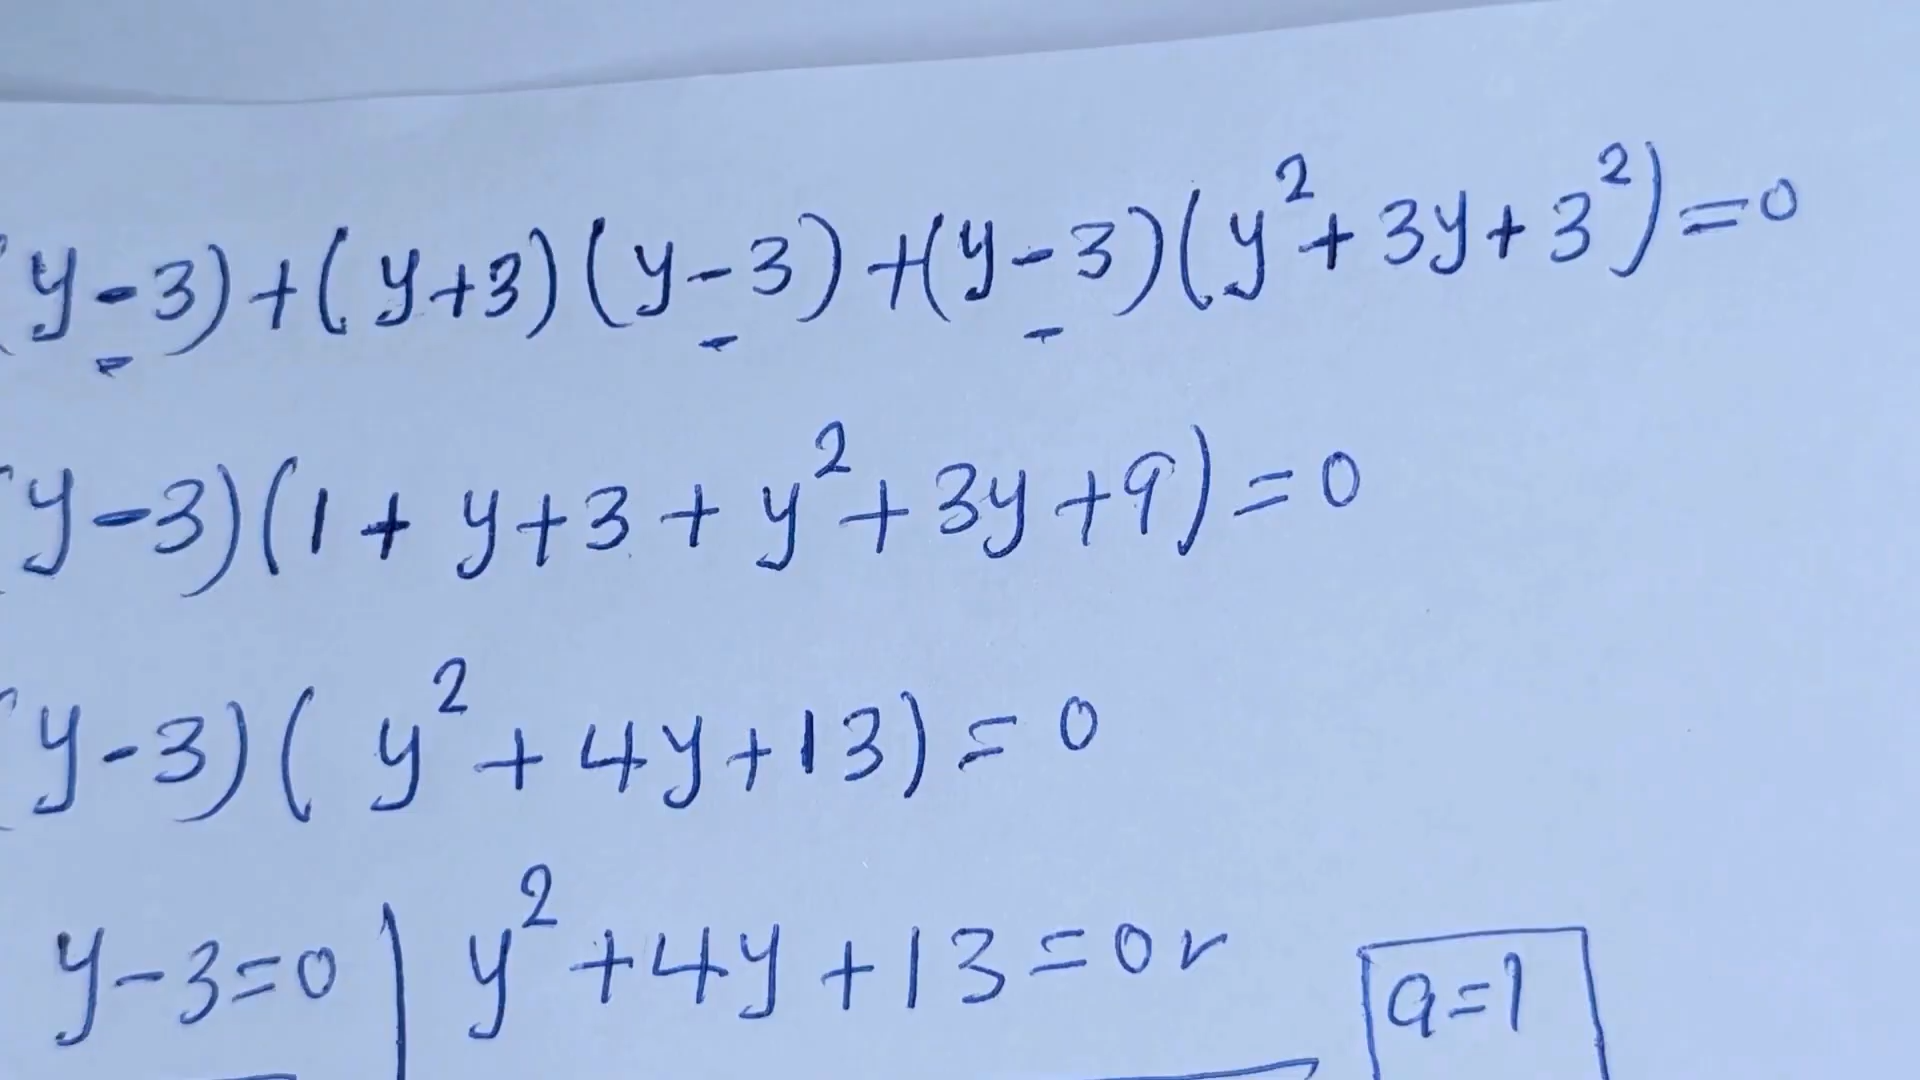 (y-3)+(y+3)(y-3)+(y-3)(y²+3y+3²)=0
(y-3)(1+y+3+y²+3y+9)=0
(y-3)(y²+4y+13)=0
y-3=0 | y²+4y+13=0✓ a=1